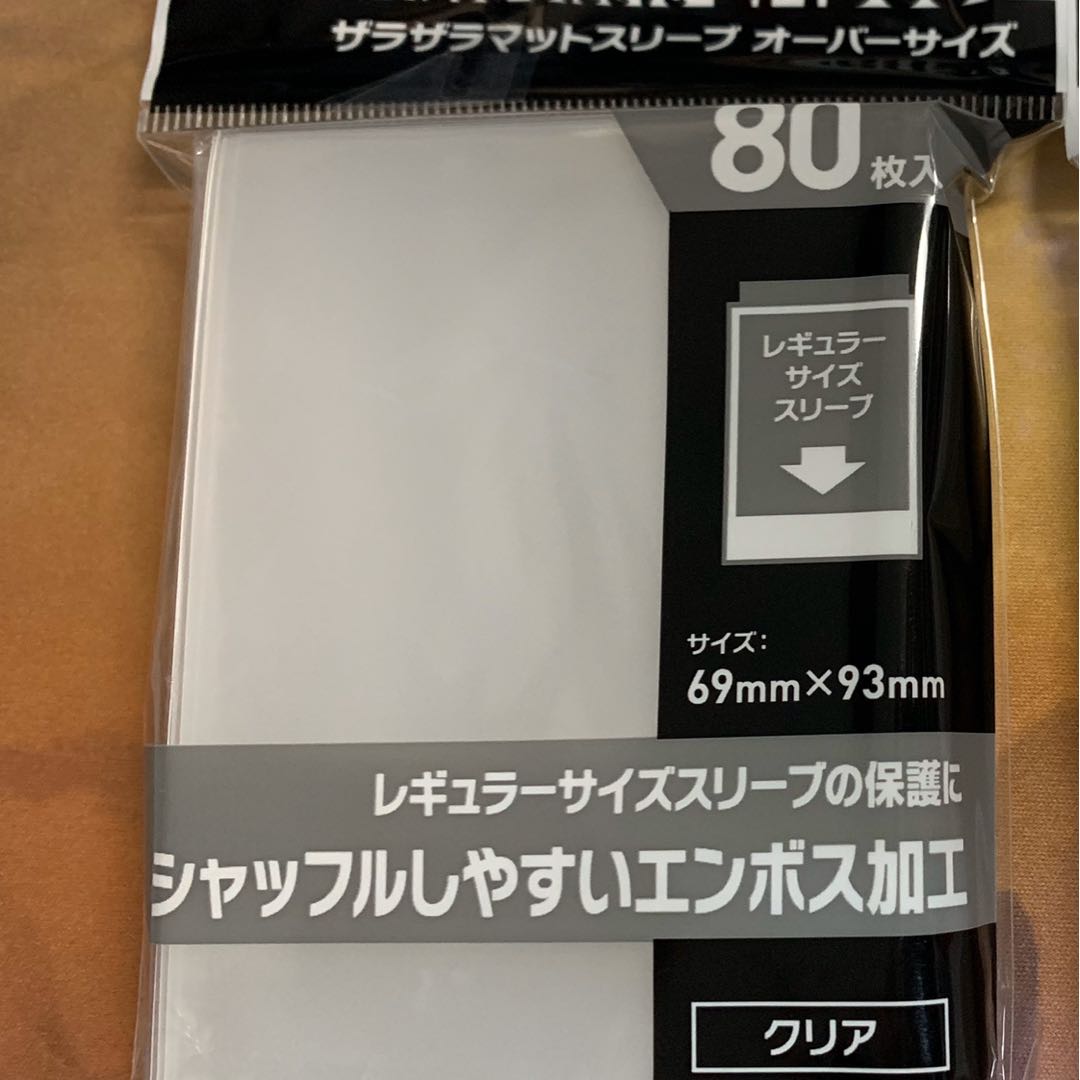 ザラザラマットスリーブ オーバーサイズ
80枚入
レギュラー
サイズ
スリーブ
サイズ:
69mm×93mm
レギュラーサイズスリーブの保護に
シャッフルしやすいエンボス加工
クリア